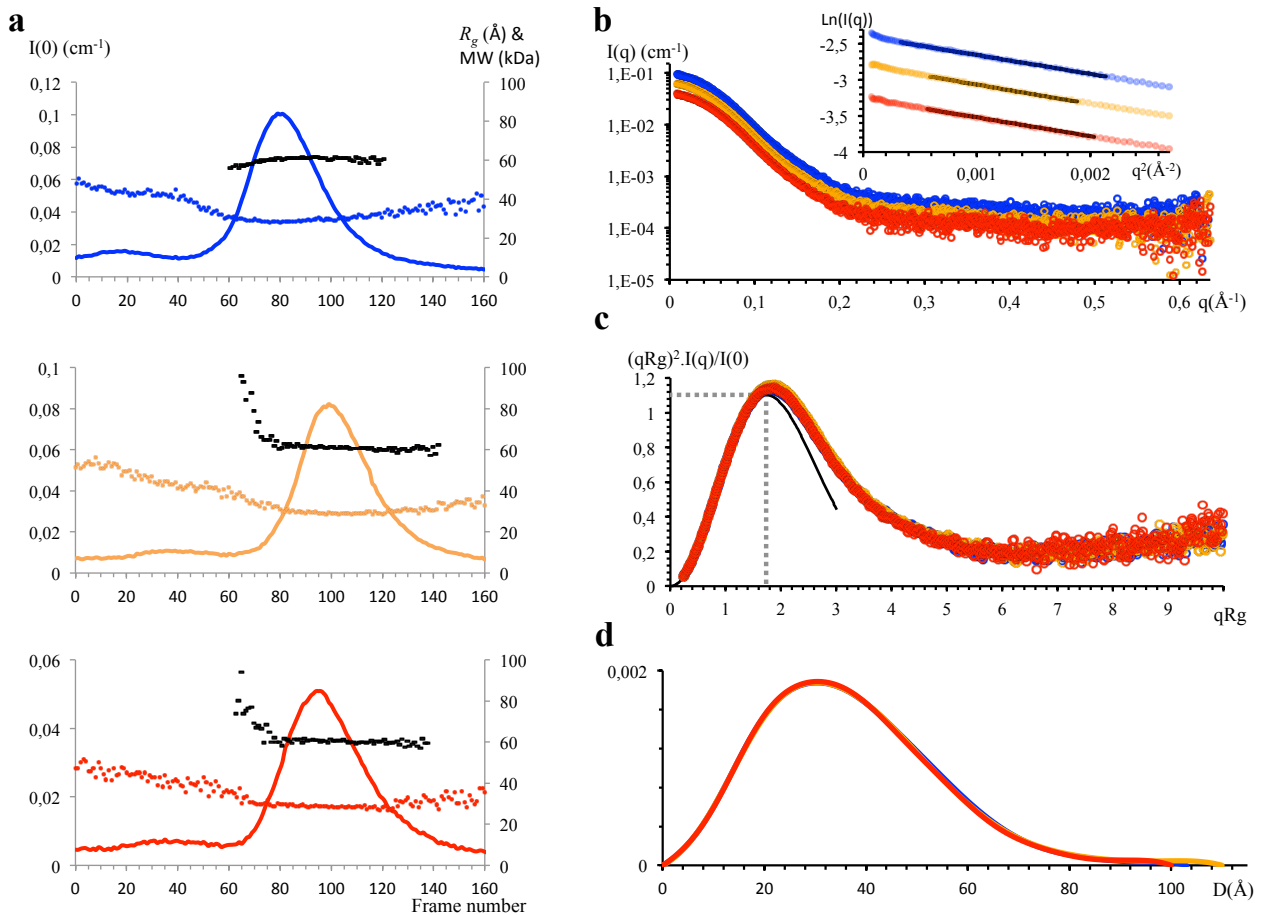 a
I(0) (cm⁻¹)
Rg (Å) &
MW (kDa)
0,12 100
0,1
80
0,08
60
0,06
40
0,04
0,02 20
0 0
0 20 40 60 80 100 120 140 160
0,1 100
0,08 80
0,06 60
0,04 40
0,02 20
0 0
0 20 40 60 80 100 120 140 160
0,06 100
80
0,04 60
40
0,02
20
0 0
0 20 40 60 80 100 120 140 160
Frame number
b
I(q) (cm⁻¹)
1,E-01
1,E-02
1,E-03
1,E-04
1,E-05
0 0,1 0,2 0,3 0,4 0,5 0,6 q(Å⁻¹)
Ln(I(q))
-2,5
-3
-3,5
-4
0 0,001 0,002
q²(Å⁻²)
c
(qRg)².I(q)/I(0)
1,2
1
0,8
0,6
0,4
0,2
0
0 1 2 3 4 5 6 7 8 9 qRg
d
0,002
0
0 20 40 60 80 100 D(Å)